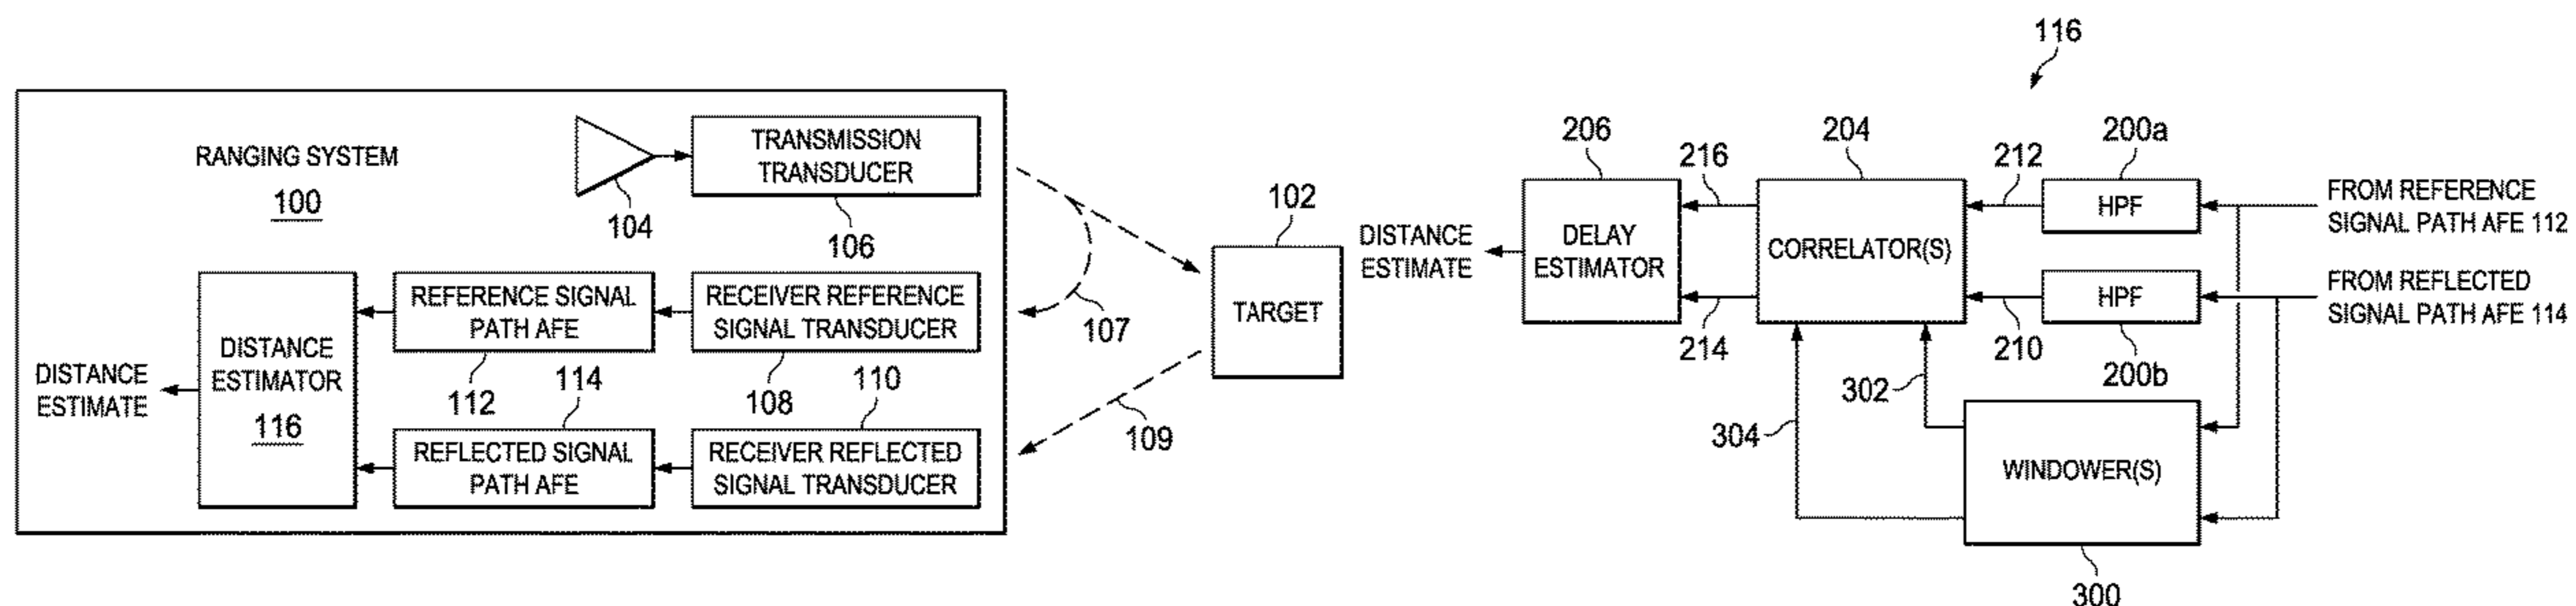 RANGING SYSTEM
100
104
TRANSMISSION
TRANSDUCER
106
107
102
TARGET
109
RECEIVER REFERENCE
SIGNAL TRANSDUCER
108
REFERENCE SIGNAL
PATH AFE
112
114
110
RECEIVER REFLECTED
SIGNAL TRANSDUCER
REFLECTED SIGNAL
PATH AFE
DISTANCE
ESTIMATOR
116
DISTANCE
ESTIMATE
116
206
216
204
212
200a
DELAY
ESTIMATOR
CORRELATOR(S)
HPF
FROM REFERENCE
SIGNAL PATH AFE 112
DISTANCE
ESTIMATE
214
210
HPF
FROM REFLECTED
SIGNAL PATH AFE 114
200b
302
304
WINDOWER(S)
300